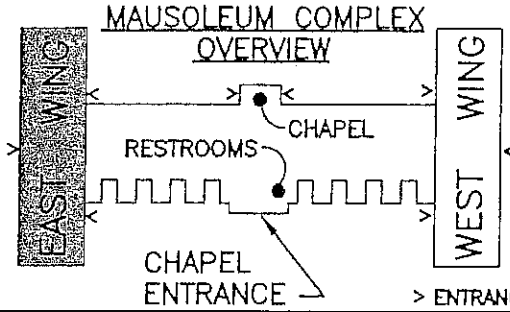 MAUSOLEUM COMPLEX
OVERVIEW
EAST WING
WEST WING
CHAPEL
RESTROOMS
CHAPEL
ENTRANCE
> ENTRAN